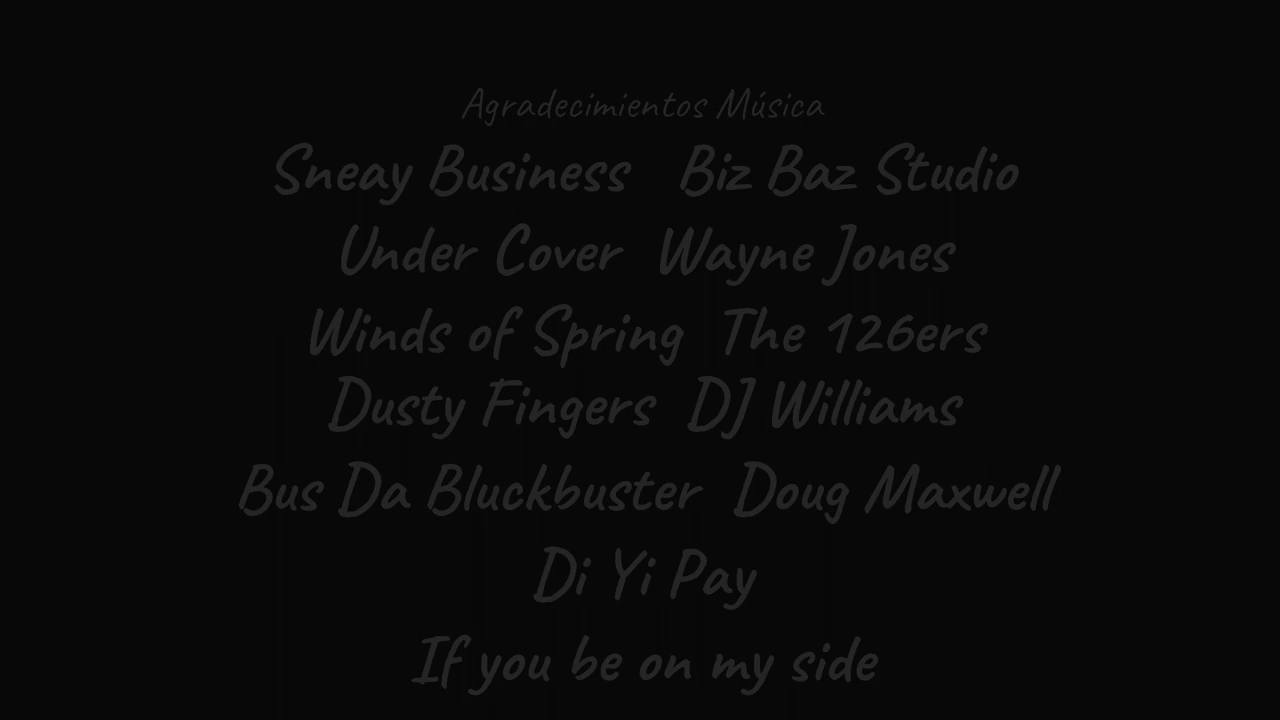 Agradecimientos Música
Sneay Business Biz Baz Studio
Under Cover Wayne Jones
Winds of Spring The 126ers
Dusty Fingers DJ Williams
Bus Da Bluckbuster Doug Maxwell
Di Yi Pay
If you be on my side